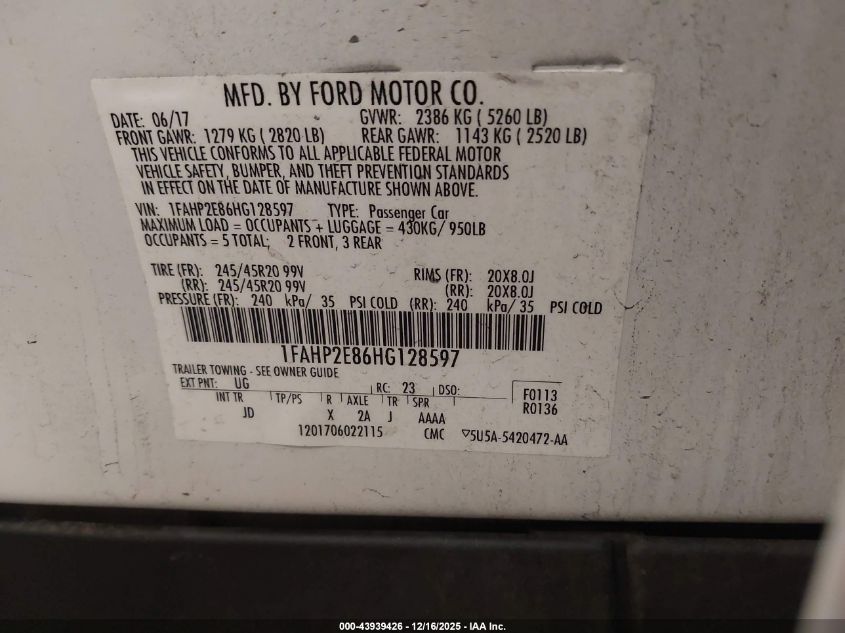 MFD. BY FORD MOTOR CO.
DATE: 06/17 GVWR: 2386 KG ( 5260 LB)
FRONT GAWR: 1279 KG ( 2820 LB) REAR GAWR: 1143 KG ( 2520 LB)
THIS VEHICLE CONFORMS TO ALL APPLICABLE FEDERAL MOTOR
VEHICLE SAFETY, BUMPER, AND THEFT PREVENTION STANDARDS
IN EFFECT ON THE DATE OF MANUFACTURE SHOWN ABOVE.
VIN: 1FAHP2E86HG128597 TYPE: Passenger Car
MAXIMUM LOAD = OCCUPANTS + LUGGAGE = 430KG/ 950LB
OCCUPANTS = 5 TOTAL; 2 FRONT, 3 REAR
TIRE (FR): 245/45R20 99V RIMS (FR): 20X8.0J
(RR): 245/45R20 99V (RR): 20X8.0J
PRESSURE (FR): 240 kPa/ 35 PSI COLD (RR): 240 kPa/ 35 PSI COLD
1FAHP2E86HG128597
TRAILER TOWING - SEE OWNER GUIDE
EXT PNT: UG RC: 23 DSO: F0113
INT TR TP/PS R AXLE TR SPR R0136
JD X 2A J AAAA
1201706022115 CMC ▽5U5A-5420472-AA
000-43939426 - 12/16/2025 - IAA Inc.